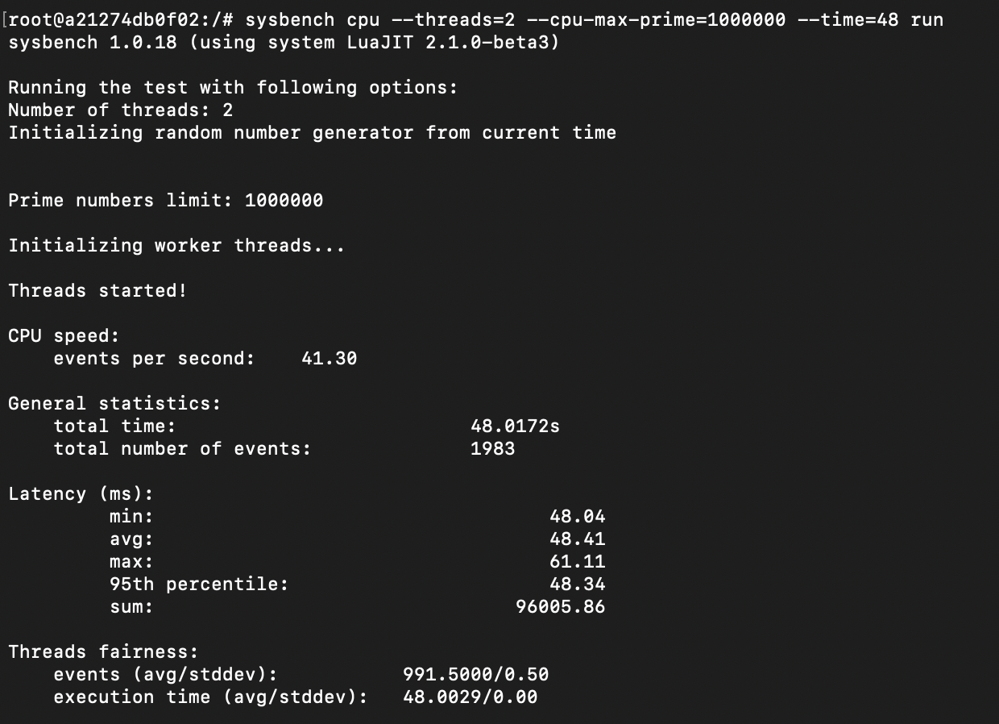 [root@a21274db0f02:/# sysbench cpu --threads=2 --cpu-max-prime=1000000 --time=48 run
sysbench 1.0.18 (using system LuaJIT 2.1.0-beta3)
Running the test with following options:
Number of threads: 2
Initializing random number generator from current time
Prime numbers limit: 1000000
Initializing worker threads...
Threads started!
CPU speed:
events per second: 41.30
General statistics:
total time: 48.0172s
total number of events: 1983
Latency (ms):
min: 48.04
avg: 48.41
max: 61.11
95th percentile: 48.34
sum: 96005.86
Threads fairness:
events (avg/stddev): 991.5000/0.50
execution time (avg/stddev): 48.0029/0.00